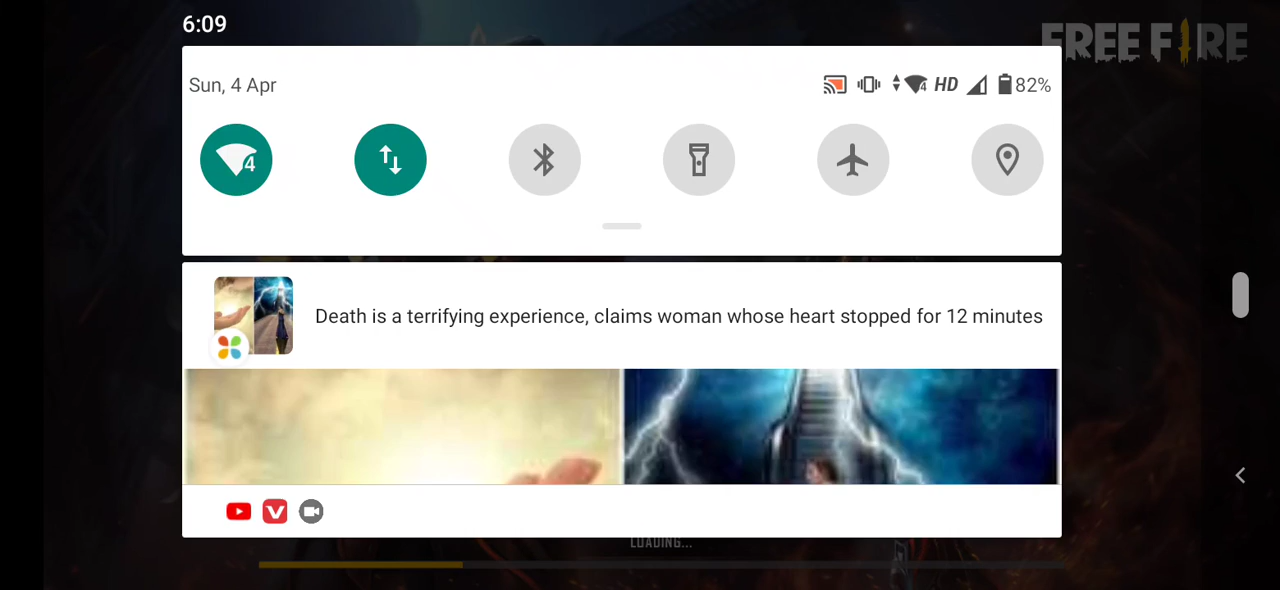 6:09
FREE FIRE
Sun, 4 Apr
4 HD 82%
4
Death is a terrifying experience, claims woman whose heart stopped for 12 minutes
LOADING...